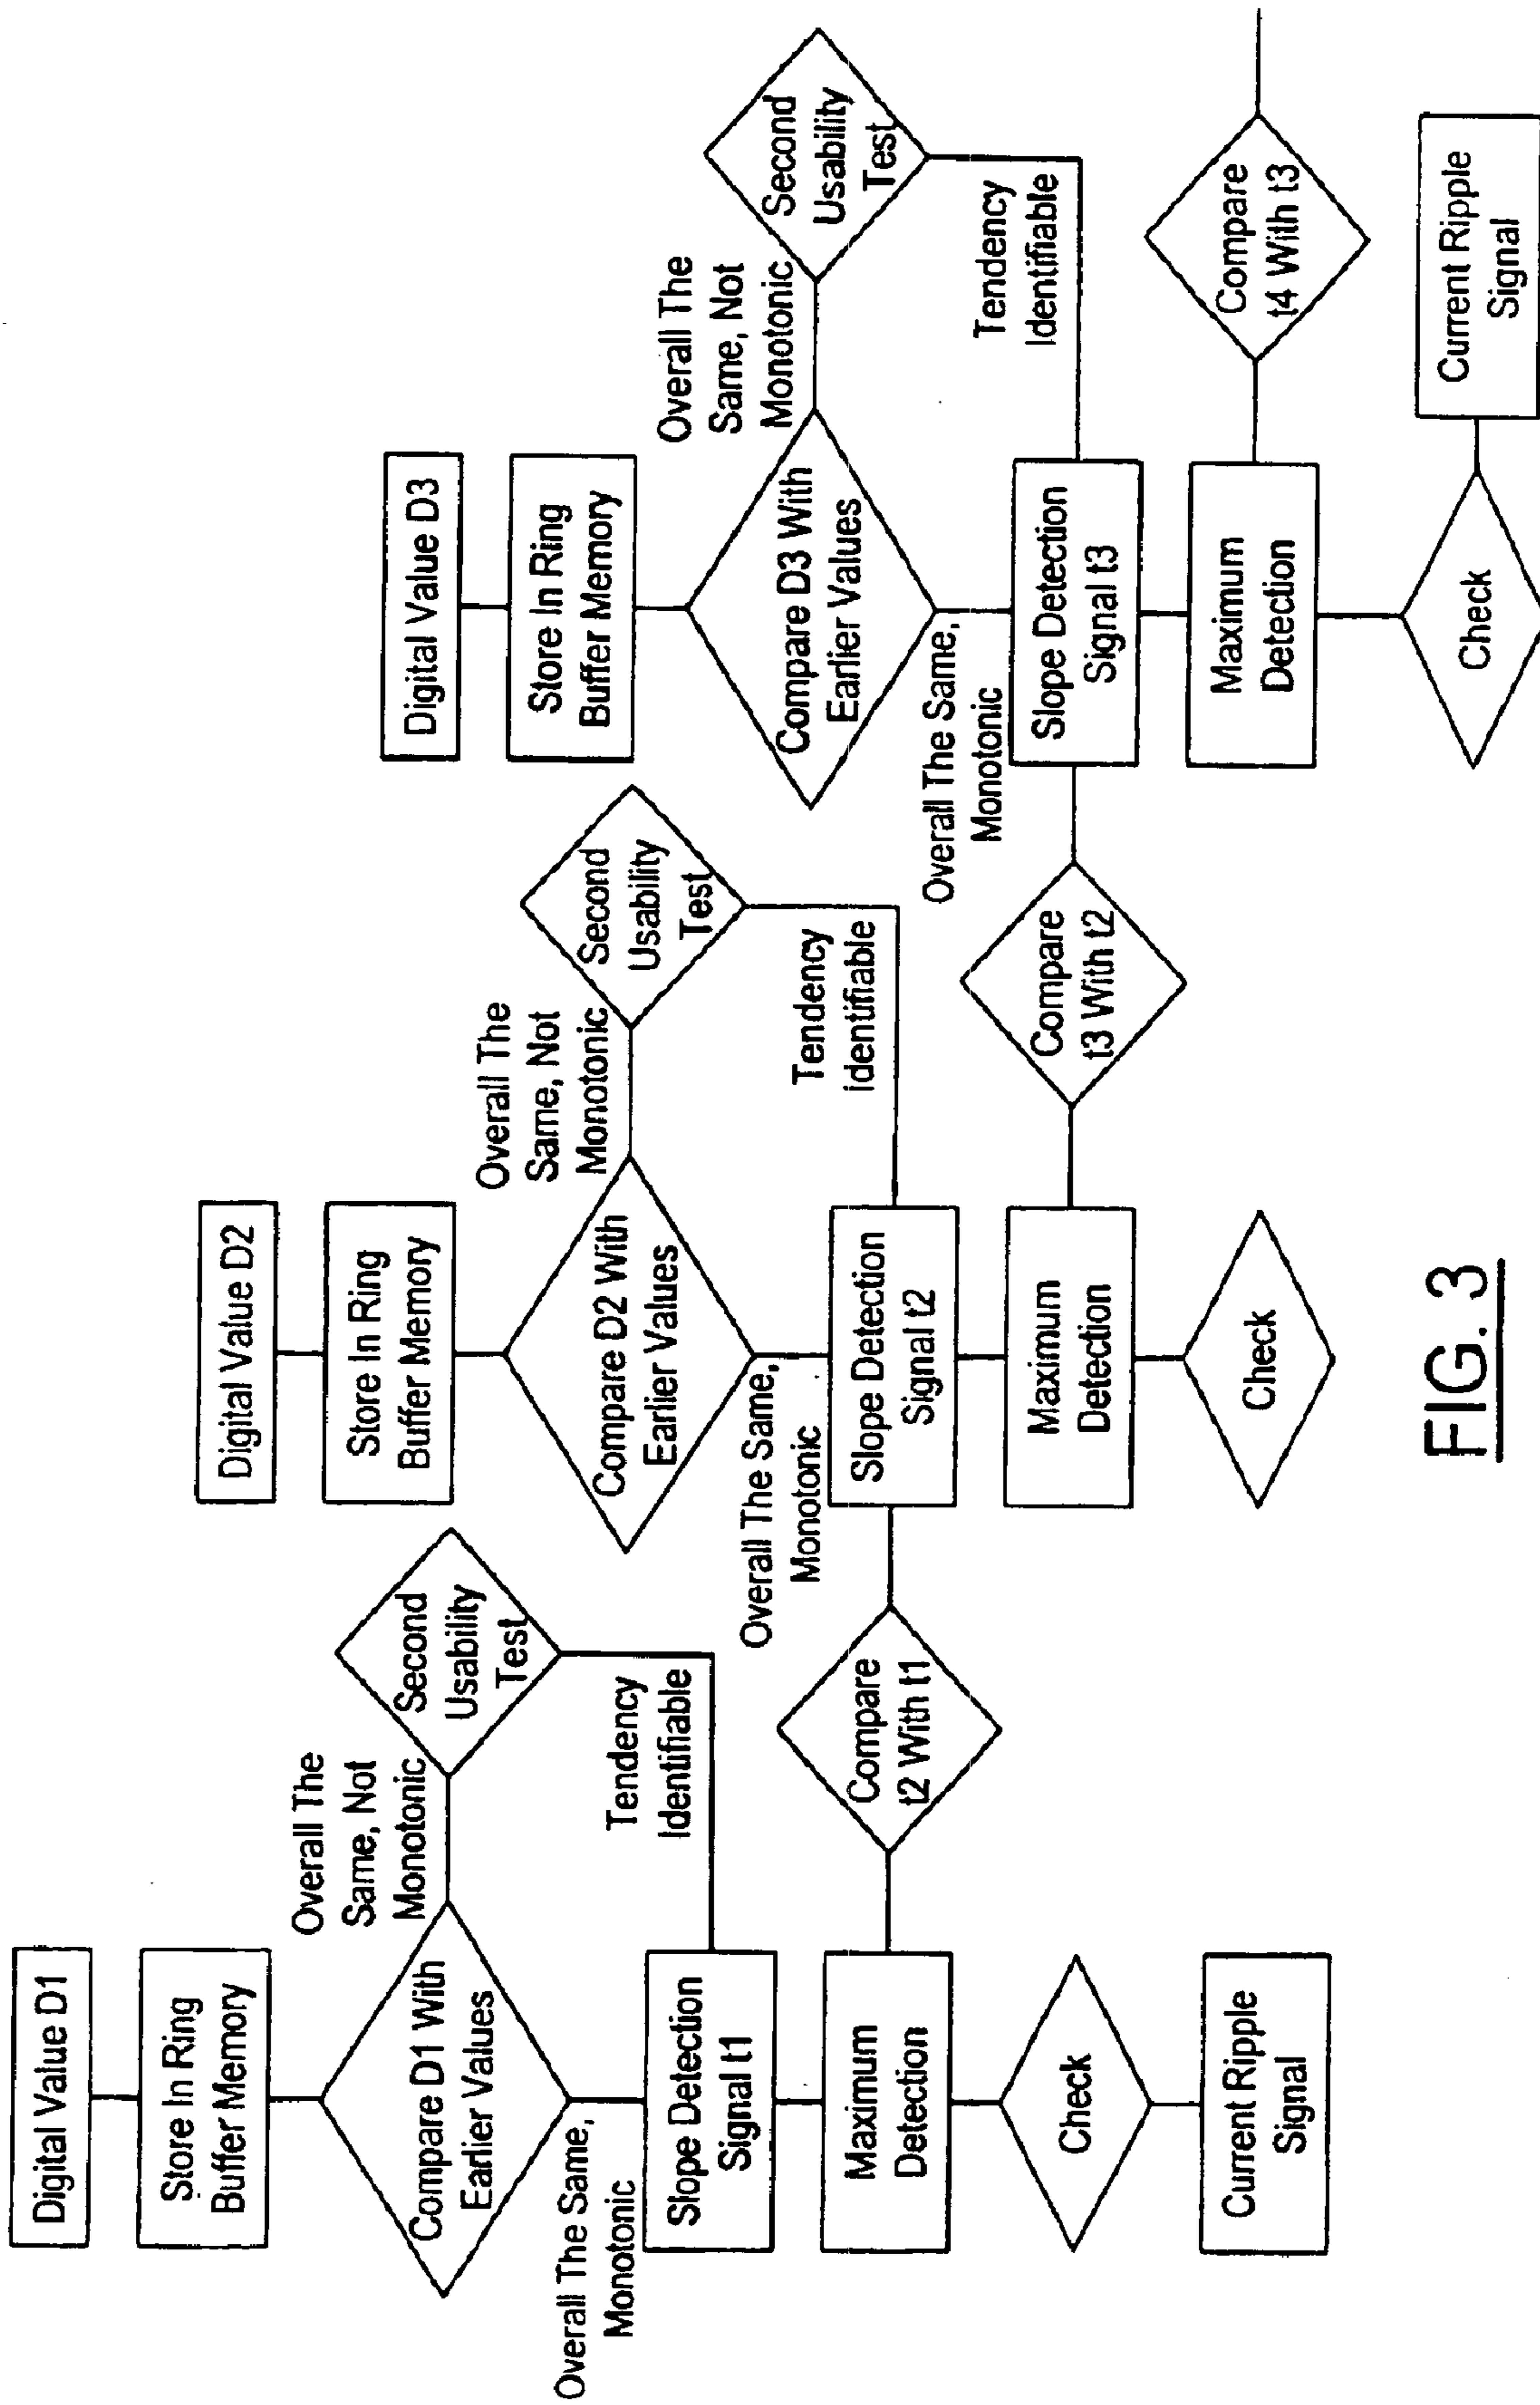 Digital Value D1
Store In Ring
Buffer Memory
Compare D1 With
Earlier Values
Overall The
Same, Not
Monotonic
Second
Usability
Test
Tendency
Identifiable
Overall The Same,
Monotonic
Slope Detection
Signal t1
Maximum
Detection
Compare
t2 With t1
Check
Current Ripple
Signal
Digital Value D2
Store In Ring
Buffer Memory
Compare D2 With
Earlier Values
Overall The
Same, Not
Monotonic
Second
Usability
Test
Tendency
identifiable
Overall The Same,
Monotonic
Slope Detection
Signal t2
Maximum
Detection
Compare
t3 With t2
Check
Digital Value D3
Store In Ring
Buffer Memory
Compare D3 With
Earlier Values
Overall The
Same, Not
Monotonic
Second
Usability
Test
Tendency
Identifiable
Overall The Same,
Monotonic
Slope Detection
Signal t3
Maximum
Detection
Compare
t4 With t3
Check
Current Ripple
Signal
FIG. 3